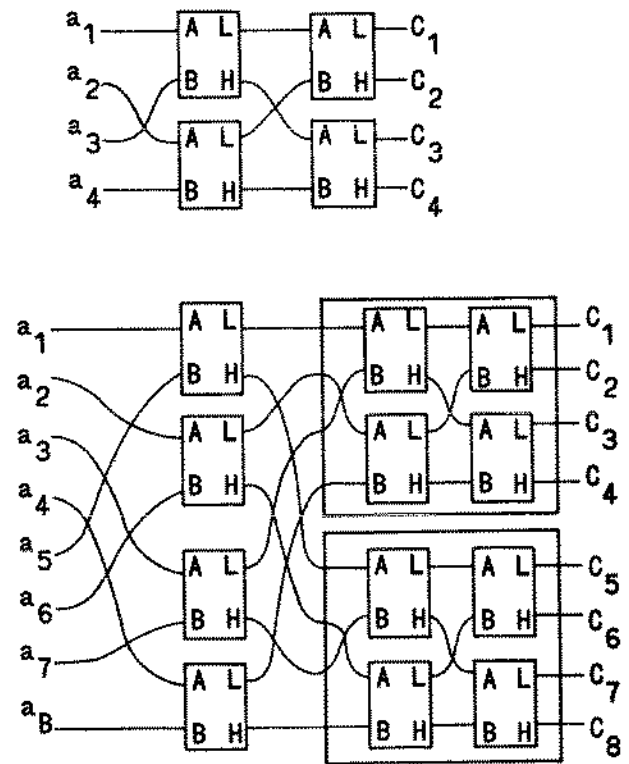 a1 A L A L C1
a2 B H B H C2
a3 A L A L C3
a4 B H B H C4
a1 A L A L A L C1
a2 B H B H B H C2
a3 A L A L A L C3
a4 B H B H B H C4
a5 A L A L A L C5
a6 B H B H B H C6
a7 A L A L A L C7
aB B H B H B H C8